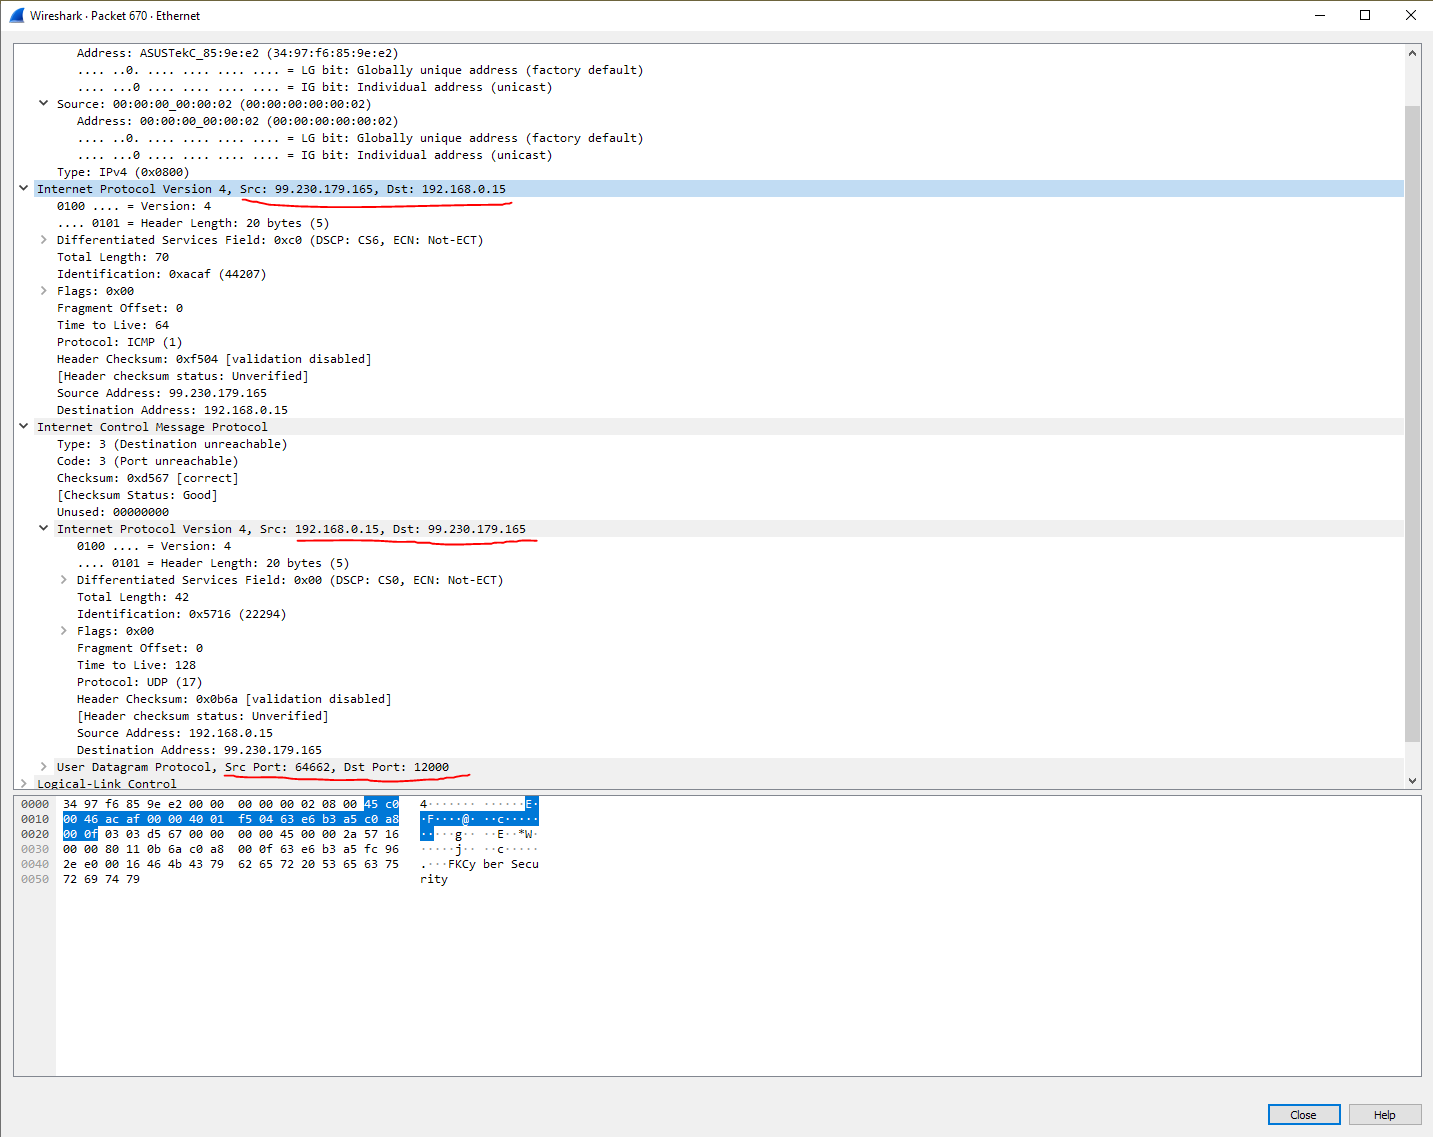 Wireshark · Packet 670 · Ethernet
Address: ASUSTekC_85:9e:e2 (34:97:f6:85:9e:e2)
.... ..0. .... .... .... .... = LG bit: Globally unique address (factory default)
.... ...0 .... .... .... .... = IG bit: Individual address (unicast)
Source: 00:00:00_00:00:02 (00:00:00:00:00:02)
Address: 00:00:00_00:00:02 (00:00:00:00:00:02)
.... ..0. .... .... .... .... = LG bit: Globally unique address (factory default)
.... ...0 .... .... .... .... = IG bit: Individual address (unicast)
Type: IPv4 (0x0800)
Internet Protocol Version 4, Src: 99.230.179.165, Dst: 192.168.0.15
0100 .... = Version: 4
.... 0101 = Header Length: 20 bytes (5)
Differentiated Services Field: 0xc0 (DSCP: CS6, ECN: Not-ECT)
Total Length: 70
Identification: 0xacaf (44207)
Flags: 0x00
Fragment Offset: 0
Time to Live: 64
Protocol: ICMP (1)
Header Checksum: 0xf504 [validation disabled]
[Header checksum status: Unverified]
Source Address: 99.230.179.165
Destination Address: 192.168.0.15
Internet Control Message Protocol
Type: 3 (Destination unreachable)
Code: 3 (Port unreachable)
Checksum: 0xd567 [correct]
[Checksum Status: Good]
Unused: 00000000
Internet Protocol Version 4, Src: 192.168.0.15, Dst: 99.230.179.165
0100 .... = Version: 4
.... 0101 = Header Length: 20 bytes (5)
Differentiated Services Field: 0x00 (DSCP: CS0, ECN: Not-ECT)
Total Length: 42
Identification: 0x5716 (22294)
Flags: 0x00
Fragment Offset: 0
Time to Live: 128
Protocol: UDP (17)
Header Checksum: 0x0b6a [validation disabled]
[Header checksum status: Unverified]
Source Address: 192.168.0.15
Destination Address: 99.230.179.165
User Datagram Protocol, Src Port: 64662, Dst Port: 12000
Logical-Link Control
0000 34 97 f6 85 9e e2 00 00 00 00 00 02 08 00 45 c0 4······· ······E·
0010 00 46 ac af 00 00 40 01 f5 04 63 e6 b3 a5 c0 a8 ·F····@· ··c·····
0020 00 0f 03 03 d5 67 00 00 00 00 45 00 00 2a 57 16 ·····g·· ··E··*W·
0030 00 00 80 11 0b 6a c0 a8 00 0f 63 e6 b3 a5 fc 96 ·····j·· ··c·····
0040 2e e0 00 16 46 4b 43 79 62 65 72 20 53 65 63 75 .···FKCy ber Secu
0050 72 69 74 79 rity
Close Help